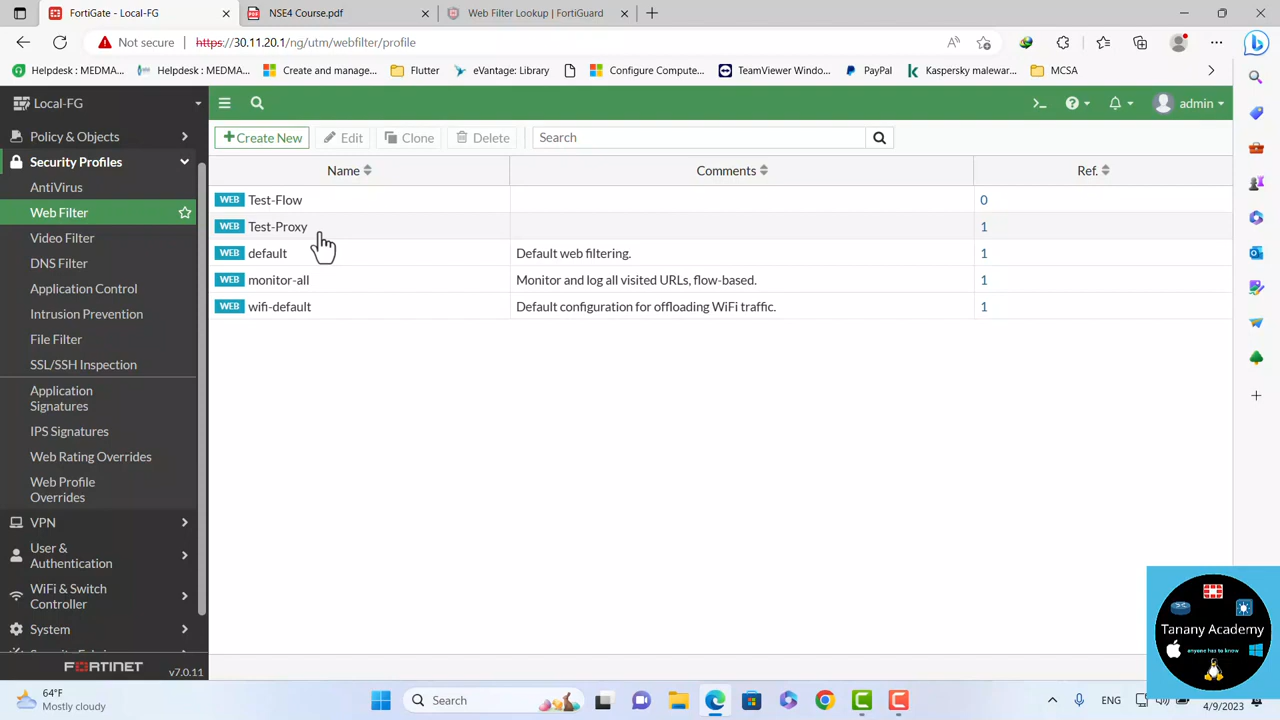 FortiGate - Local-FG
NSE4 Course.pdf
Web Filter Lookup | FortiGuard
Not secure
https://30.11.20.1/ng/utm/webfilter/profile
Helpdesk : MEDMA...
Helpdesk : MEDMA...
Create and manage...
Flutter
eVantage: Library
Configure Compute...
TeamViewer Windo...
PayPal
Kaspersky malewar...
MCSA
Local-FG
admin
Policy & Objects
Security Profiles
AntiVirus
Web Filter
Video Filter
DNS Filter
Application Control
Intrusion Prevention
File Filter
SSL/SSH Inspection
Application
Signatures
IPS Signatures
Web Rating Overrides
Web Profile
Overrides
VPN
User &
Authentication
WiFi & Switch
Controller
System
FORTINET
v7.0.11
+Create New
Edit
Clone
Delete
Search
Name
Comments
Ref.
WEB Test-Flow 0
WEB Test-Proxy 1
WEB default Default web filtering. 1
WEB monitor-all Monitor and log all visited URLs, flow-based. 1
WEB wifi-default Default configuration for offloading WiFi traffic. 1
Tanany Academy
anyone has to know
64°F
Mostly cloudy
Search
ENG
4/9/2023